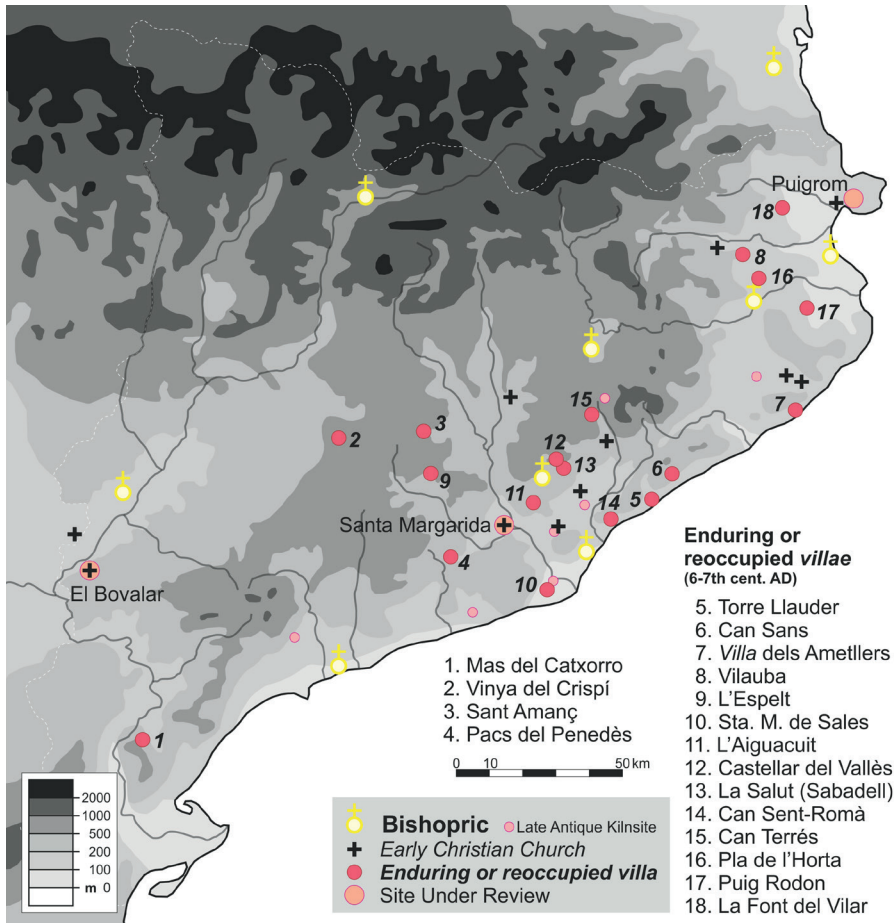 Puigrom
18
8
16
17
15
7
3
2
12
13
6
9
11
5
14
Santa Margarida
4
El Bovalar
10
1
Enduring or
reoccupied villae
(6-7th cent. AD)
5. Torre Llauder
6. Can Sans
7. Villa dels Ametllers
8. Vilauba
9. L'Espelt
10. Sta. M. de Sales
11. L'Aiguacuit
12. Castellar del Vallès
13. La Salut (Sabadell)
14. Can Sent-Romà
15. Can Terrés
16. Pla de l'Horta
17. Puig Rodon
18. La Font del Vilar
1. Mas del Catxorro
2. Vinya del Crispí
3. Sant Amanç
4. Pacs del Penedès
0 10 50 km
2000
1000
500
200
100
m 0
Bishopric Late Antique Kilnsite
Early Christian Church
Enduring or reoccupied villa
Site Under Review